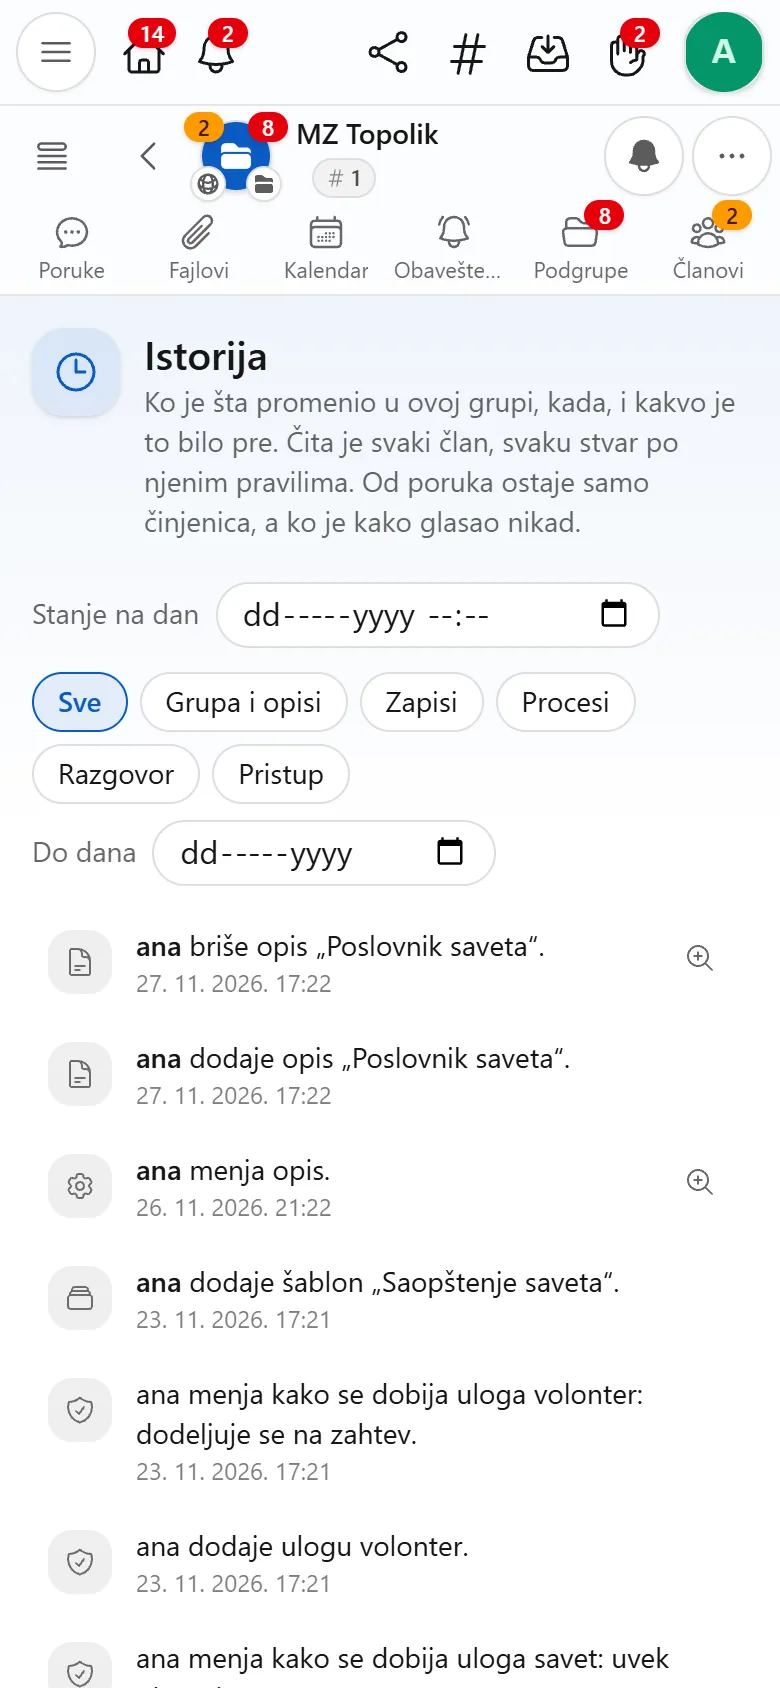 14
2
2
A
2
8
MZ Topolik
# 1
Poruke
Fajlovi
Kalendar
Obavešte...
8
Podgrupe
2
Članovi
Istorija
Ko je šta promenio u ovoj grupi, kada, i kakvo je
to bilo pre. Čita je svaki član, svaku stvar po
njenim pravilima. Od poruka ostaje samo
činjenica, a ko je kako glasao nikad.
Stanje na dan
dd-----yyyy --:--
Sve
Grupa i opisi
Zapisi
Procesi
Razgovor
Pristup
Do dana
dd-----yyyy
ana briše opis „Poslovnik saveta“.
27. 11. 2026. 17:22
ana dodaje opis „Poslovnik saveta“.
27. 11. 2026. 17:22
ana menja opis.
26. 11. 2026. 21:22
ana dodaje šablon „Saopštenje saveta“.
23. 11. 2026. 17:21
ana menja kako se dobija uloga volonter:
dodeljuje se na zahtev.
23. 11. 2026. 17:21
ana dodaje ulogu volonter.
23. 11. 2026. 17:21
ana menja kako se dobija uloga savet: uvek